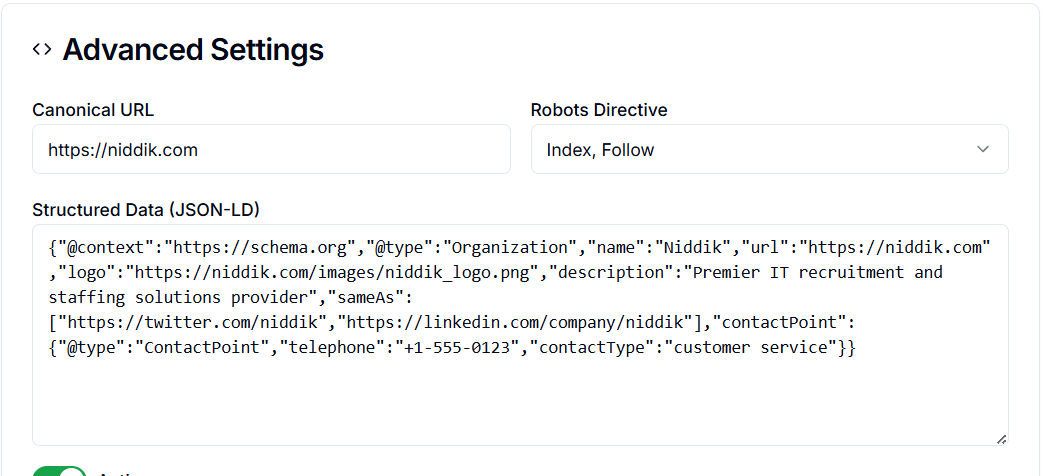 Advanced Settings
Canonical URL
Robots Directive
https://niddik.com
Index, Follow
Structured Data (JSON-LD)
{"@context":"https://schema.org","@type":"Organization","name":"Niddik","url":"https://niddik.com"
,"logo":"https://niddik.com/images/niddik_logo.png","description":"Premier IT recruitment and
staffing solutions provider","sameAs":
["https://twitter.com/niddik","https://linkedin.com/company/niddik"],"contactPoint":
{"@type":"ContactPoint","telephone":"+1-555-0123","contactType":"customer service"}}